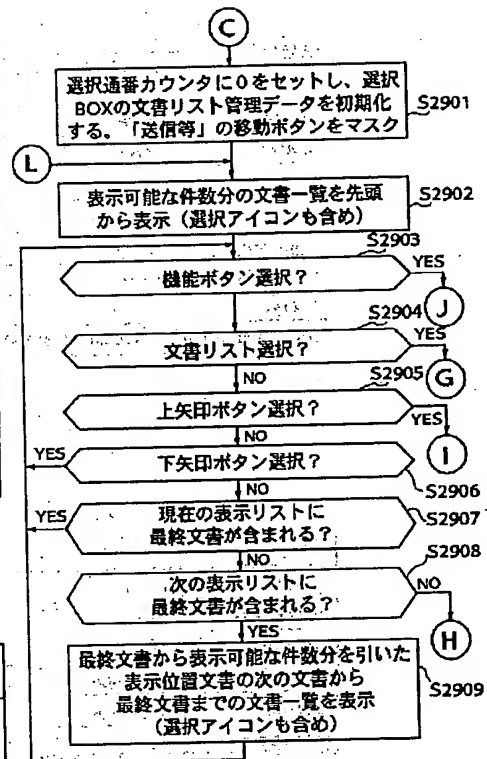 C
選択通番カウンタに0をセットし、選択
BOXの文書リスト管理データを初期化
する。「送信等」の移動ボタンをマスク
S2901
L
表示可能な件数分の文書一覧を先頭
から表示(選択アイコンも含め)
S2902
S2903
機能ボタン選択?
YES
J
S2904
文書リスト選択?
YES
G
NO
S2905
上矢印ボタン選択?
YES
I
NO
下矢印ボタン選択?
YES
S2906
NO
現在の表示リストに
最終文書が含まれる?
YES
S2907
NO
S2908
次の表示リストに
最終文書が含まれる?
NO
H
YES
最終文書から表示可能な件数分を引いた
表示位置文書の次の文書から
最終文書までの文書一覧を表示
(選択アイコンも含め)
S2909